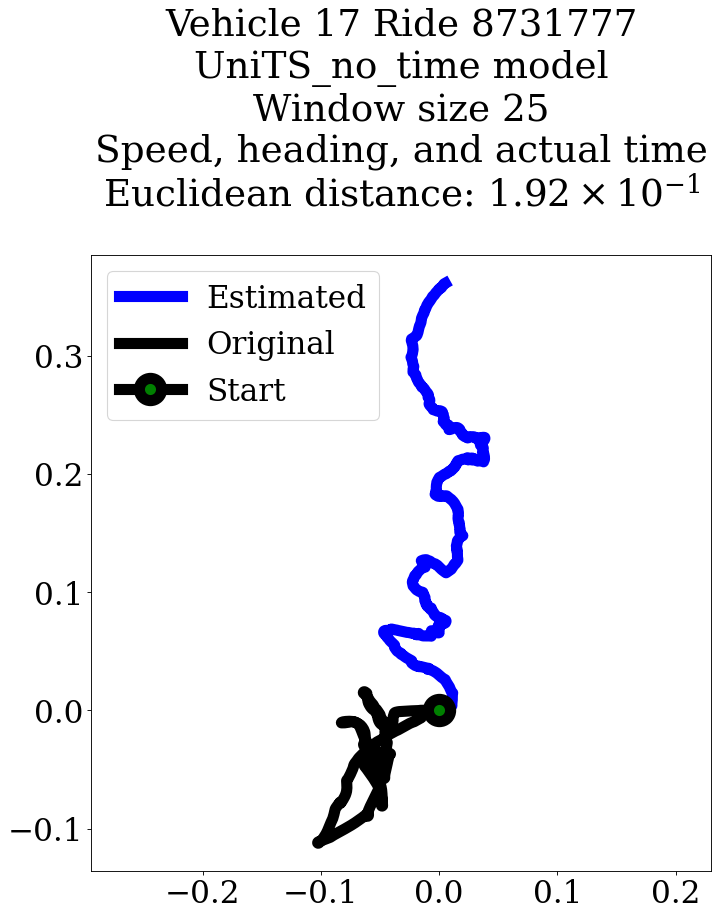 Vehicle 17 Ride 8731777
UniTS_no_time model
Window size 25
Speed, heading, and actual time
Euclidean distance: 1.92 × 10⁻¹
Estimated
Original
Start
0.3
0.2
0.1
0.0
−0.1
−0.2 −0.1 0.0 0.1 0.2